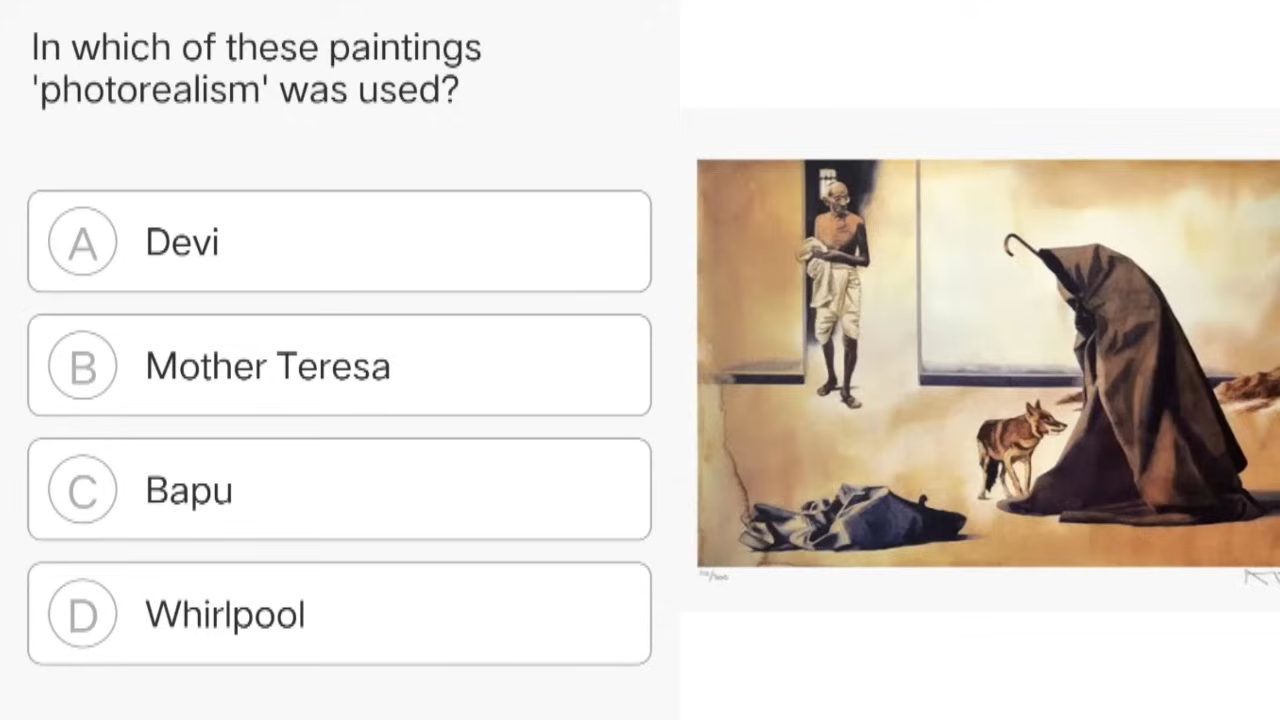 In which of these paintings
'photorealism' was used?
A Devi
B Mother Teresa
C Bapu
D Whirlpool